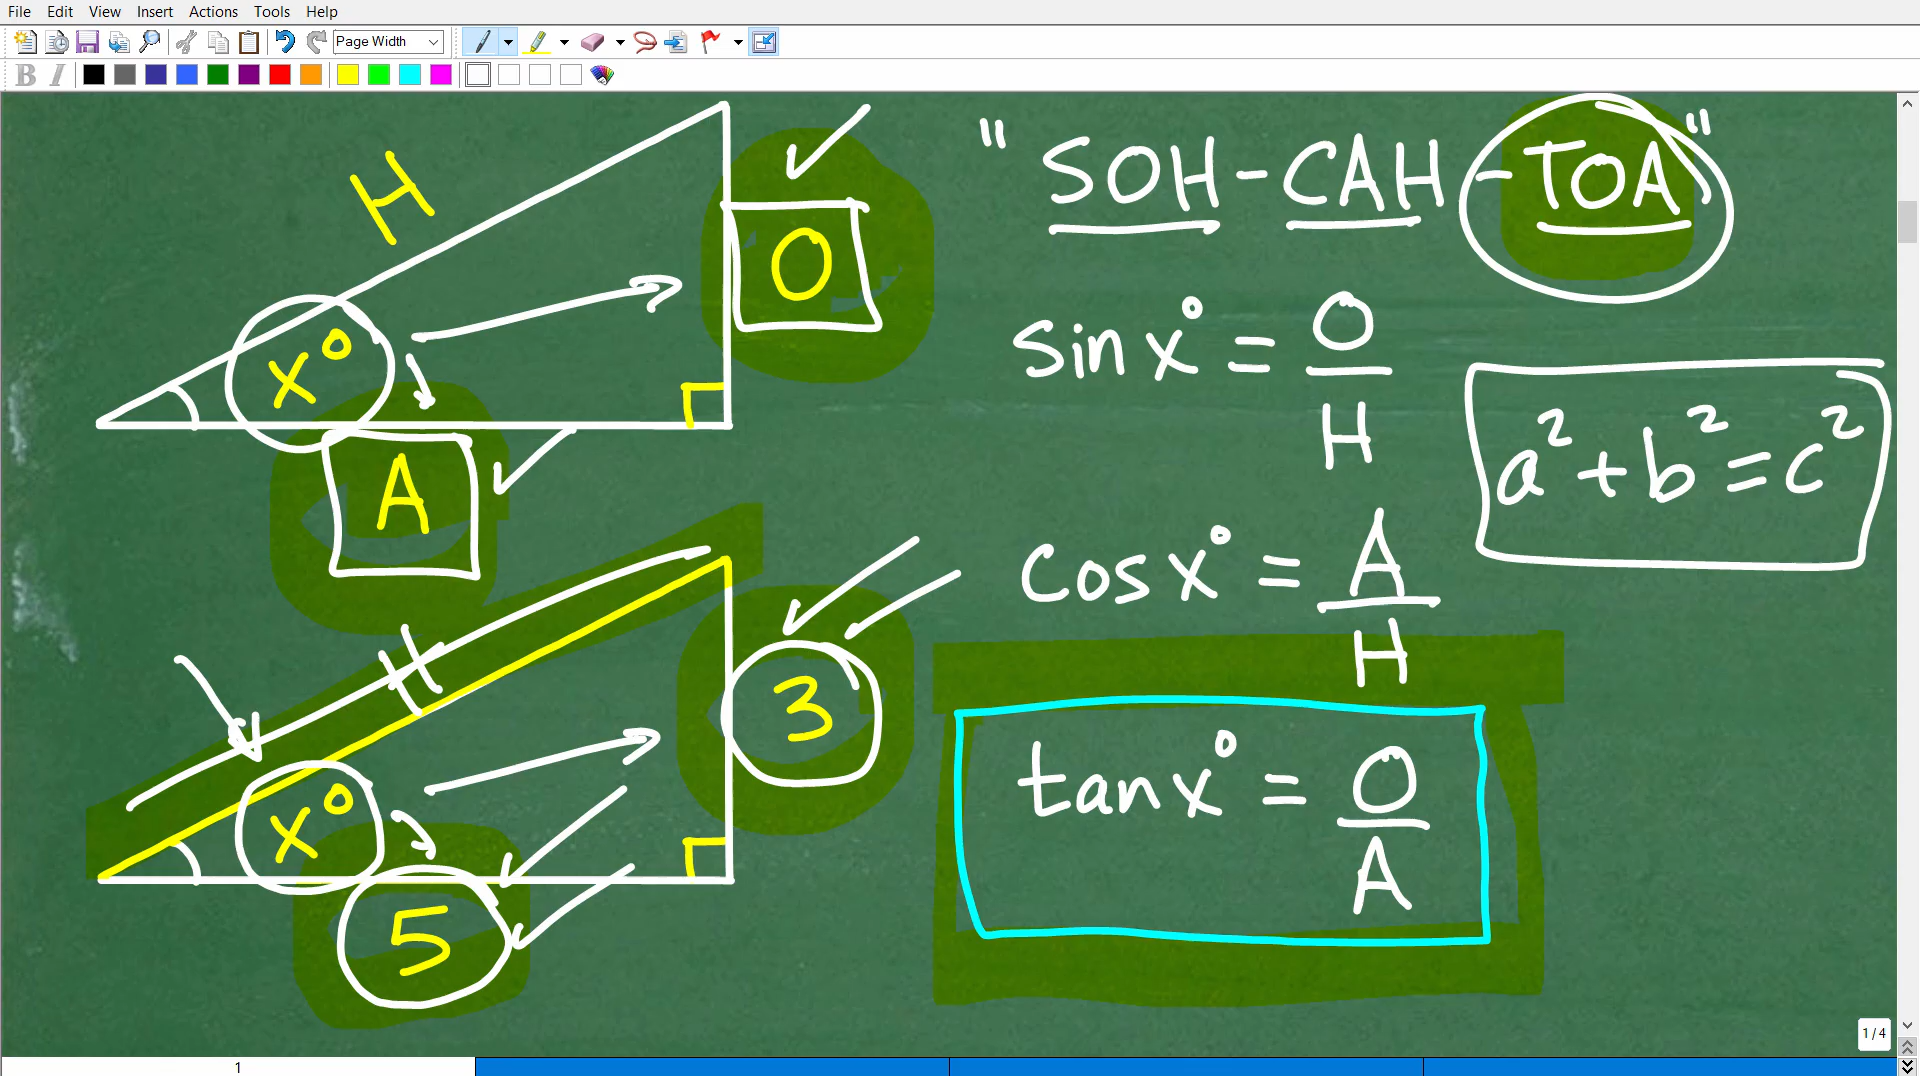 File Edit View Insert Actions Tools Help
Page Width
B I
" SOH-CAH-TOA "
H
O
x°
A
sin x° = O/H
a² + b² = c²
cos x° = A/H
H
3
x°
5
tan x° = O/A
1 / 4
1